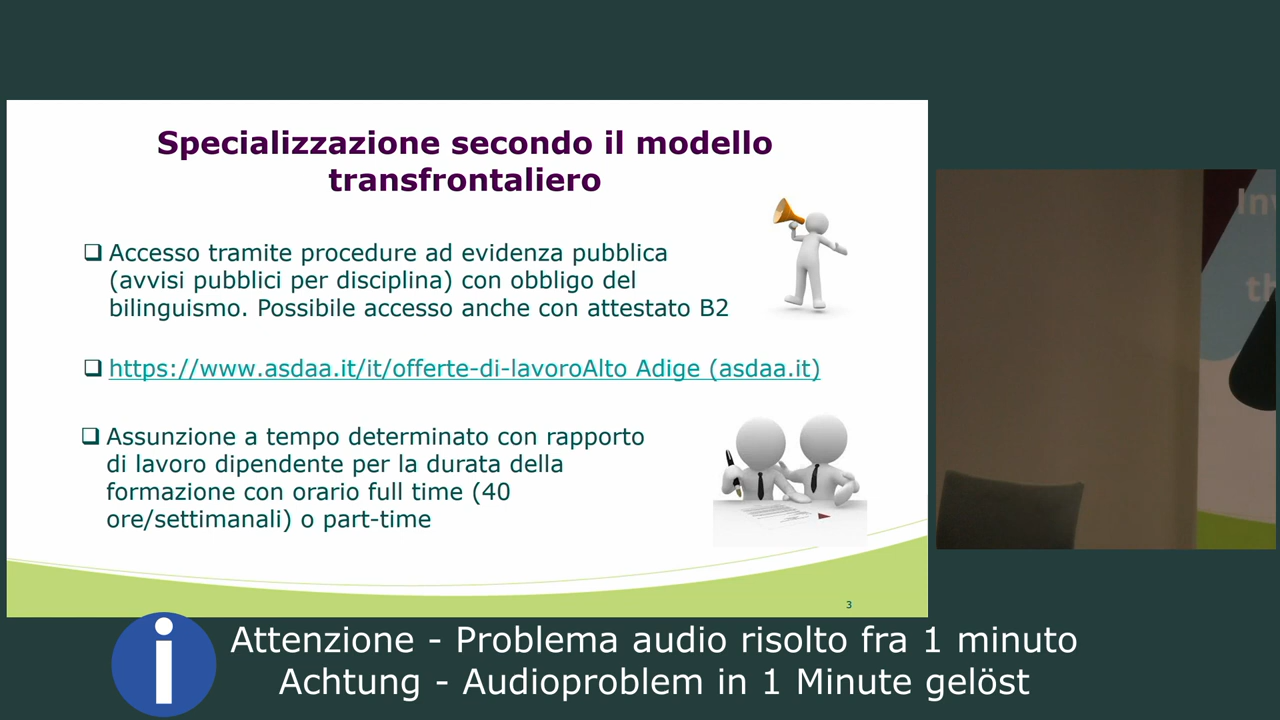 Specializzazione secondo il modello
transfrontaliero
Accesso tramite procedure ad evidenza pubblica
(avvisi pubblici per disciplina) con obbligo del
bilinguismo. Possibile accesso anche con attestato B2
https://www.asdaa.it/it/offerte-di-lavoroAlto Adige (asdaa.it)
Assunzione a tempo determinato con rapporto
di lavoro dipendente per la durata della
formazione con orario full time (40
ore/settimanali) o part-time
3
Attenzione - Problema audio risolto fra 1 minuto
Achtung - Audioproblem in 1 Minute gelöst